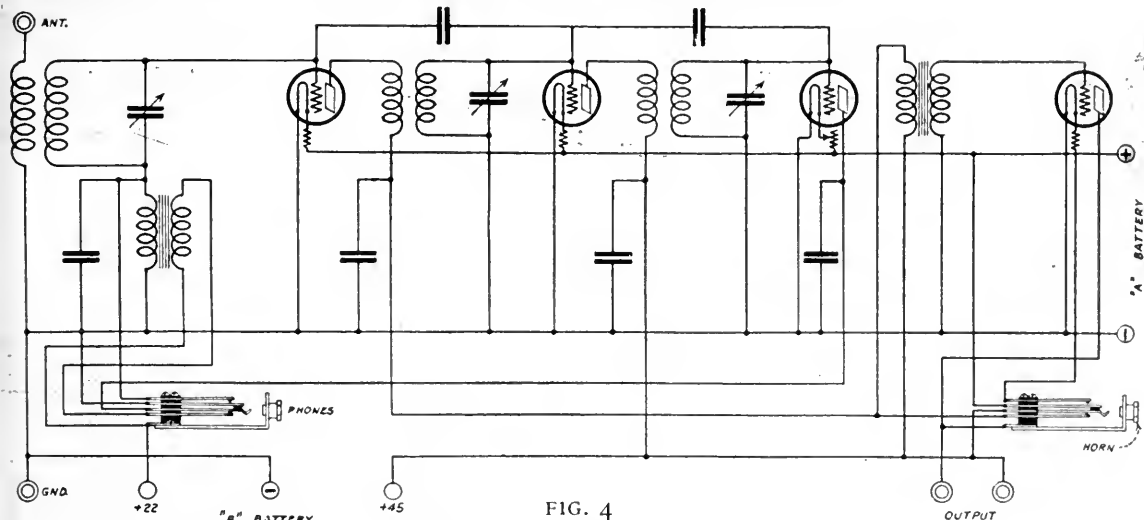 ANT.
+
"A" BATTERY
−
PHONES
HORN
GND.
+22
−
"B" BATTERY
+45
FIG. 4
OUTPUT